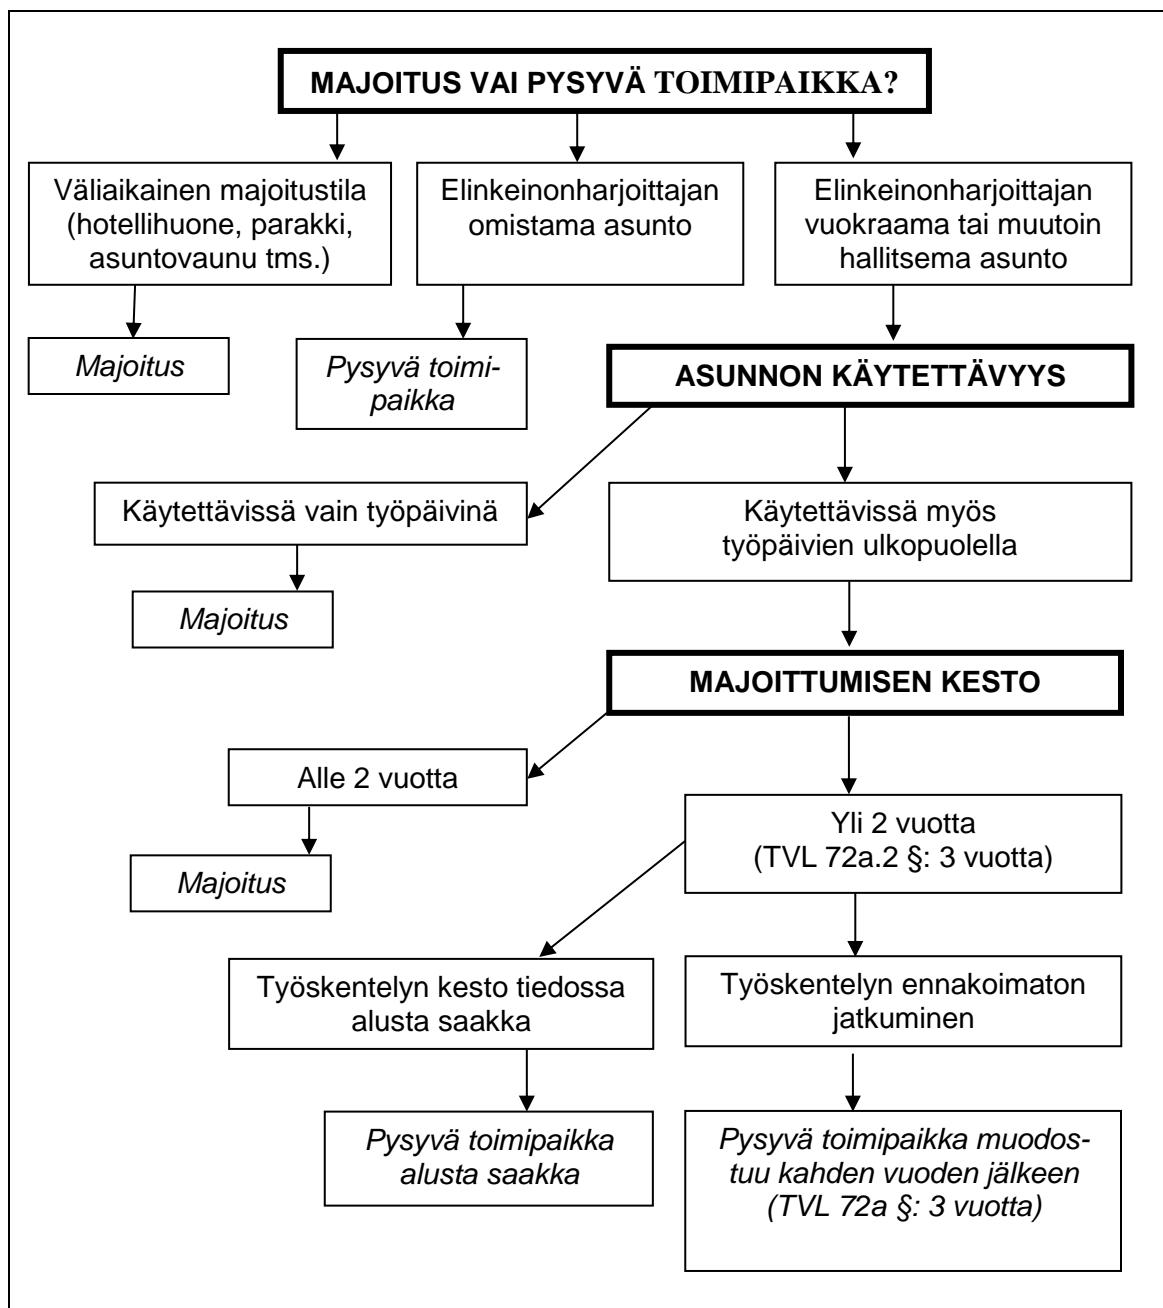 MAJOITUS VAI PYSYVÄ TOIMIPAIKKA?
Väliaikainen majoitustila
(hotellihuone, parakki,
asuntovaunu tms.)
Elinkeinonharjoittajan
omistama asunto
Elinkeinonharjoittajan
vuokraama tai muutoin
hallitsema asunto
Majoitus
Pysyvä toimi-
paikka
ASUNNON KÄYTETTÄVYYS
Käytettävissä vain työpäivinä
Käytettävissä myös
työpäivien ulkopuolella
Majoitus
MAJOITTUMISEN KESTO
Alle 2 vuotta
Yli 2 vuotta
(TVL 72a.2 §: 3 vuotta)
Majoitus
Työskentelyn kesto tiedossa
alusta saakka
Työskentelyn ennakoimaton
jatkuminen
Pysyvä toimipaikka
alusta saakka
Pysyvä toimipaikka muodos-
tuu kahden vuoden jälkeen
(TVL 72a §: 3 vuotta)